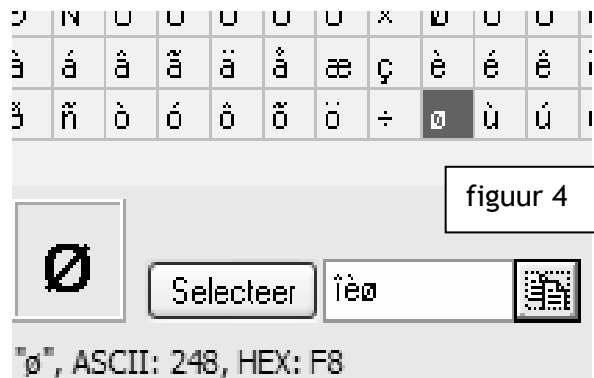 à á â ã ä å æ ç è é ê
ð ñ ò ó ô õ ö ÷ ø ù ú
figuur 4
ø
Selecteer îèø
"ø", ASCII: 248, HEX: F8